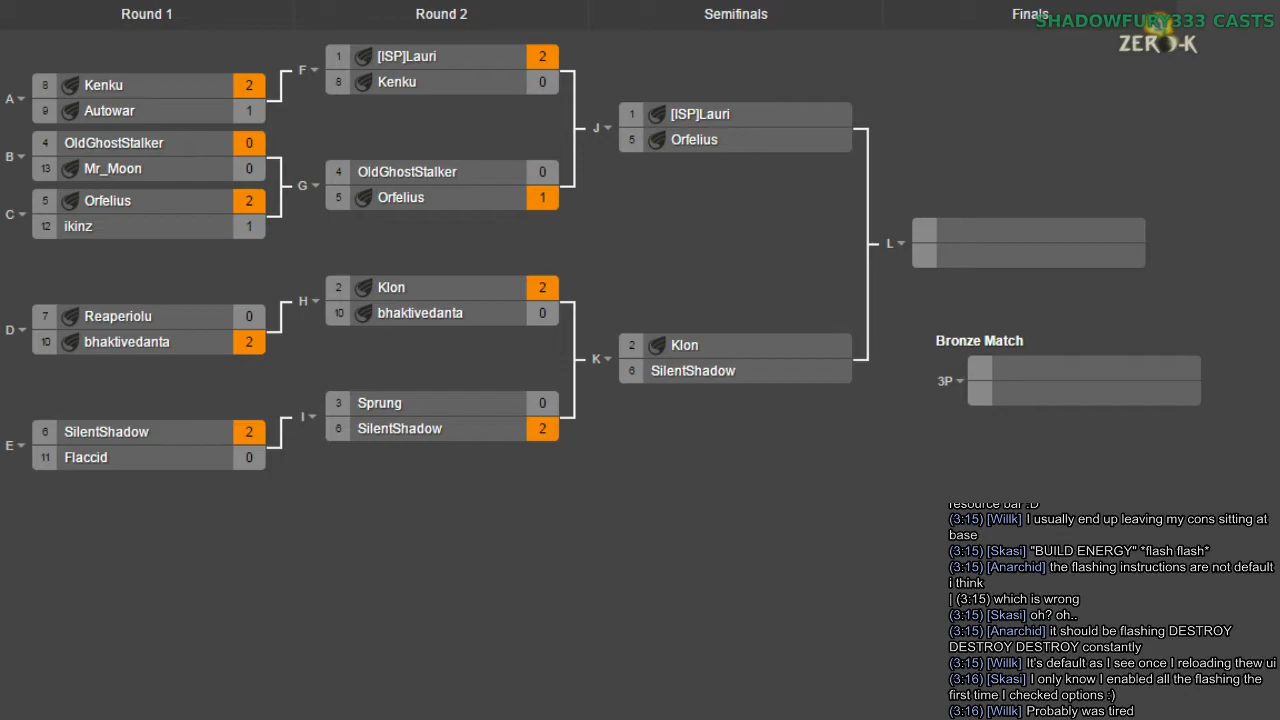 Round 1
Round 2
Semifinals
Finals
SHADOWFURY333 CASTS
ZERO-K
A
8 Kenku 2
9 Autowar 1
B
4 OldGhostStalker 0
13 Mr_Moon 0
C
5 Orfelius 2
12 ikinz 1
D
7 Reaperiolu 0
10 bhaktivedanta 2
E
6 SilentShadow 2
11 Flaccid 0
F
1 [ISP]Lauri 2
8 Kenku 0
G
4 OldGhostStalker 0
5 Orfelius 1
H
2 Klon 2
10 bhaktivedanta 0
I
3 Sprung 0
6 SilentShadow 2
J
1 [ISP]Lauri
5 Orfelius
K
2 Klon
6 SilentShadow
L
Bronze Match
3P
resource bar :D
(3:15) [Willk] I usually end up leaving my cons sitting at
base
(3:15) [Skasi] "BUILD ENERGY" *flash flash*
(3:15) [Anarchid] the flashing instructions are not default
i think
| (3:15) which is wrong
(3:15) [Skasi] oh? oh..
(3:15) [Anarchid] it should be flashing DESTROY
DESTROY DESTROY constantly
(3:15) [Willk] It's default as I see once I reloading thew ui
(3:16) [Skasi] I only know I enabled all the flashing the
first time I checked options :)
(3:16) [Willk] Probably was tired